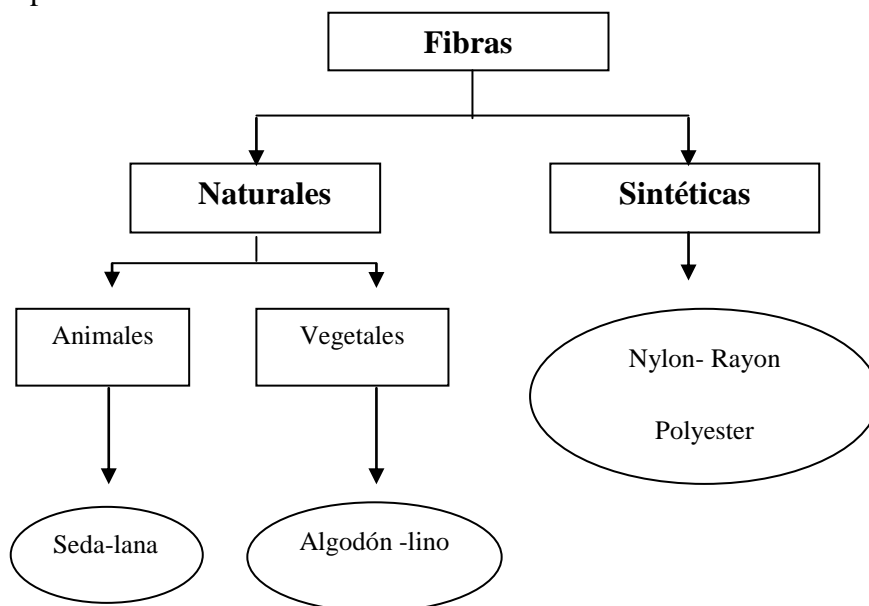 Fibras
Naturales
Sintéticas
Animales
Vegetales
Nylon- Rayon
Polyester
Seda-lana
Algodón -lino